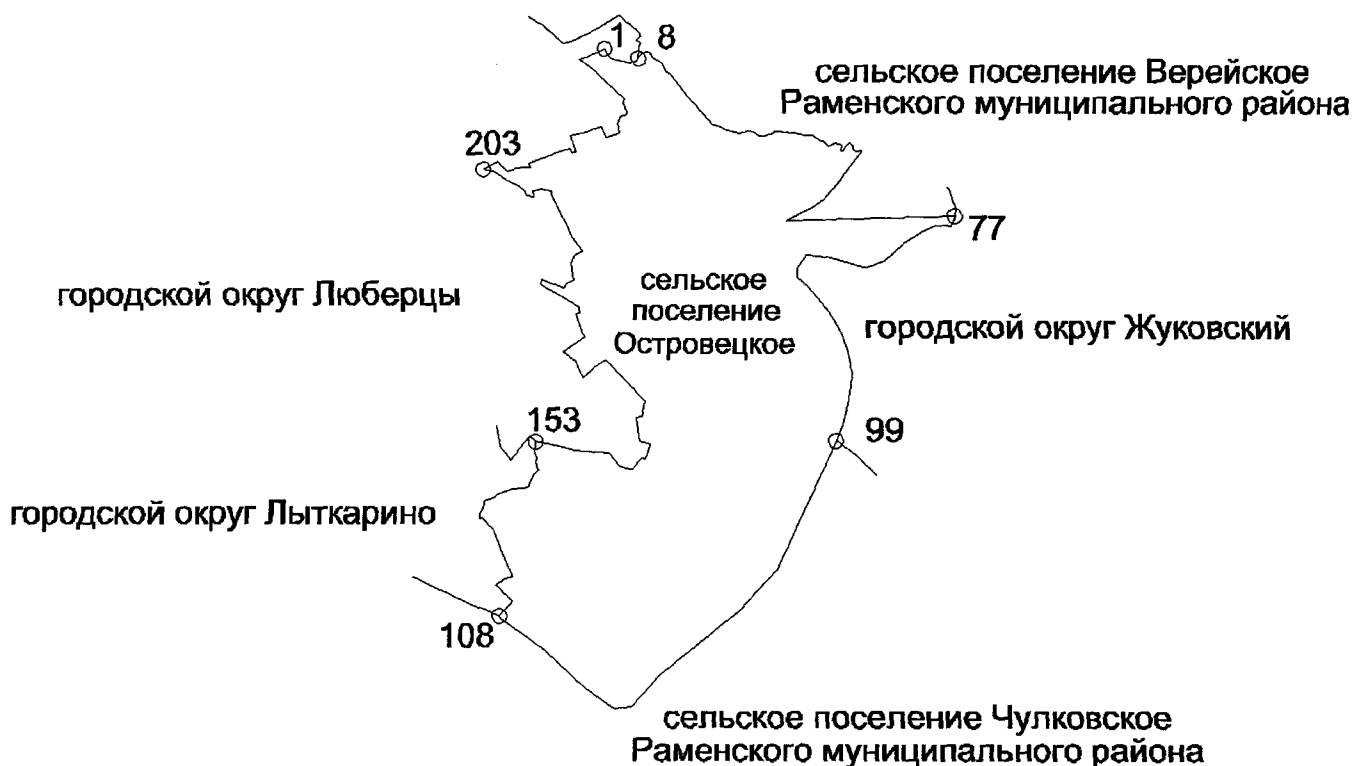 1
8
сельское поселение Верейское
Раменского муниципального района
203
77
городской округ Люберцы
сельское
поселение
Островецкое
городской округ Жуковский
153
99
городской округ Лыткарино
108
сельское поселение Чулковское
Раменского муниципального района